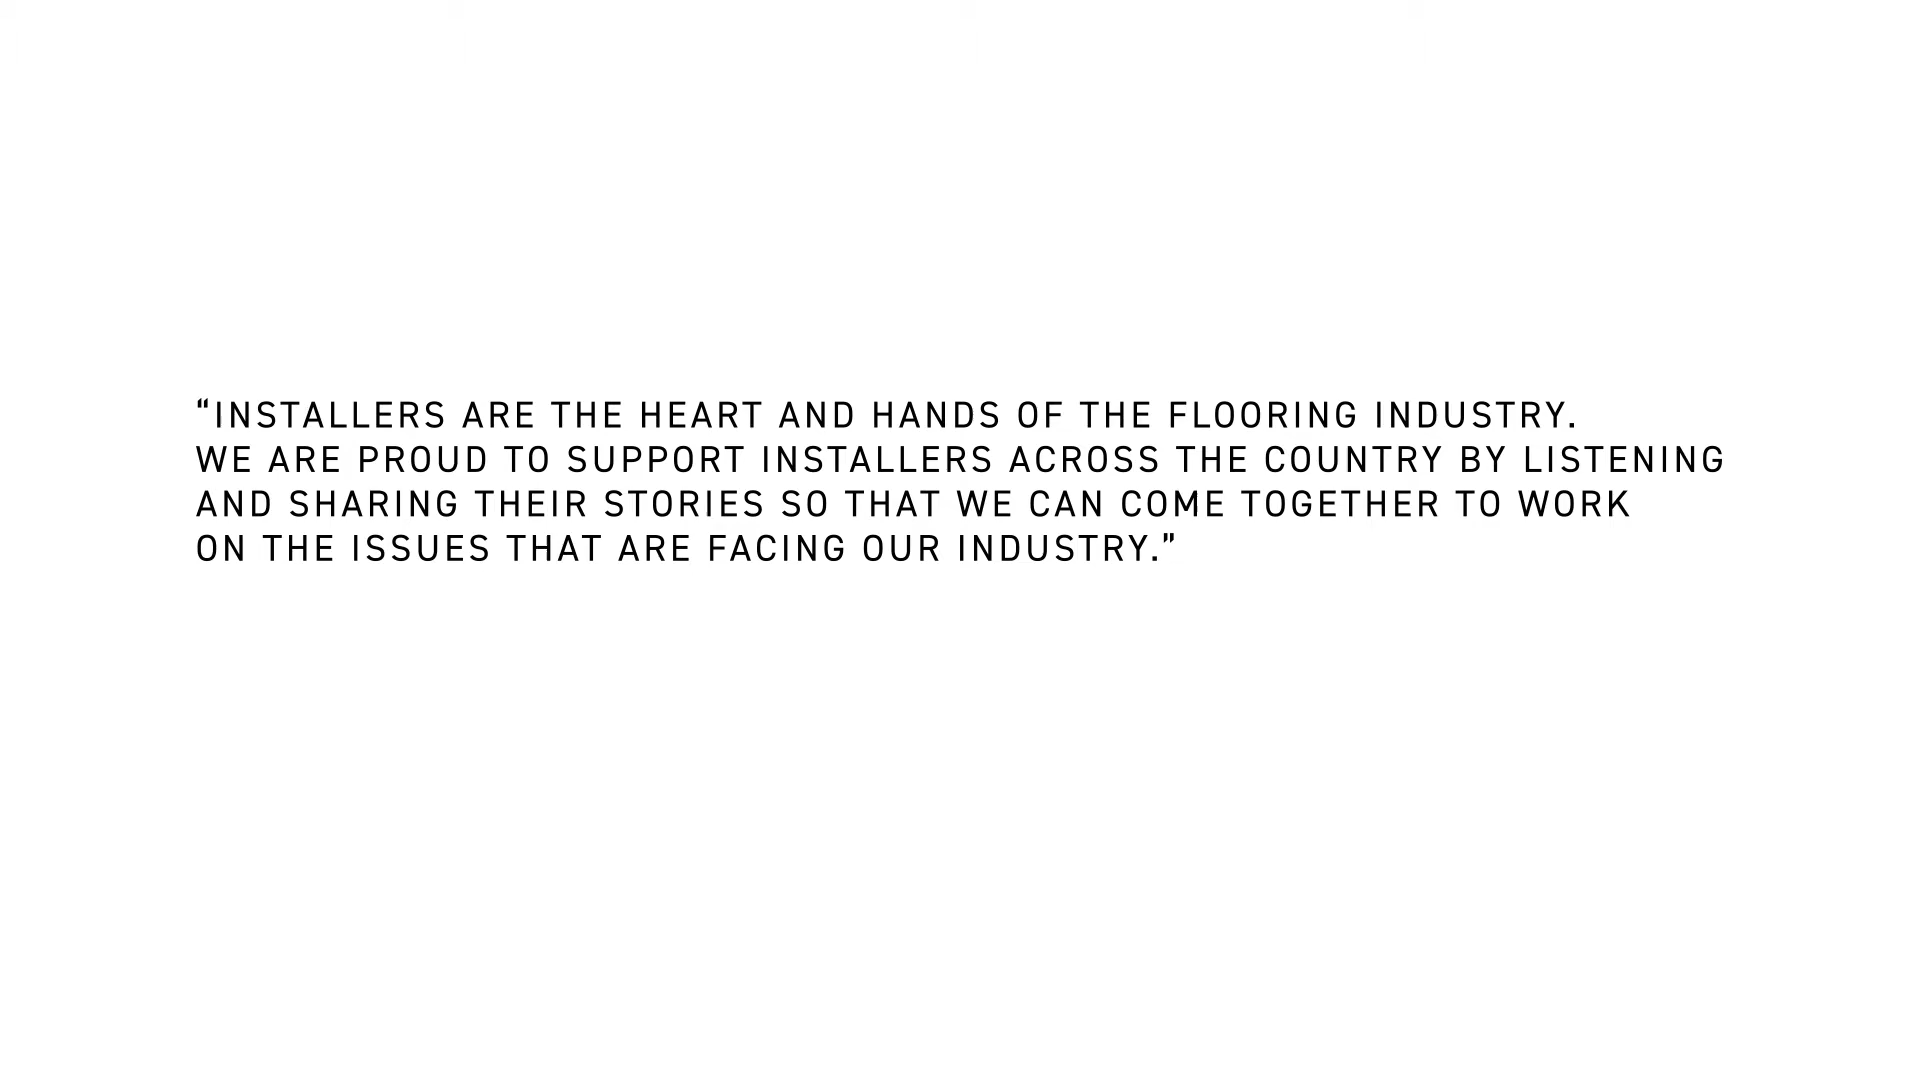 “INSTALLERS ARE THE HEART AND HANDS OF THE FLOORING INDUSTRY.
WE ARE PROUD TO SUPPORT INSTALLERS ACROSS THE COUNTRY BY LISTENING
AND SHARING THEIR STORIES SO THAT WE CAN COME TOGETHER TO WORK
ON THE ISSUES THAT ARE FACING OUR INDUSTRY.”